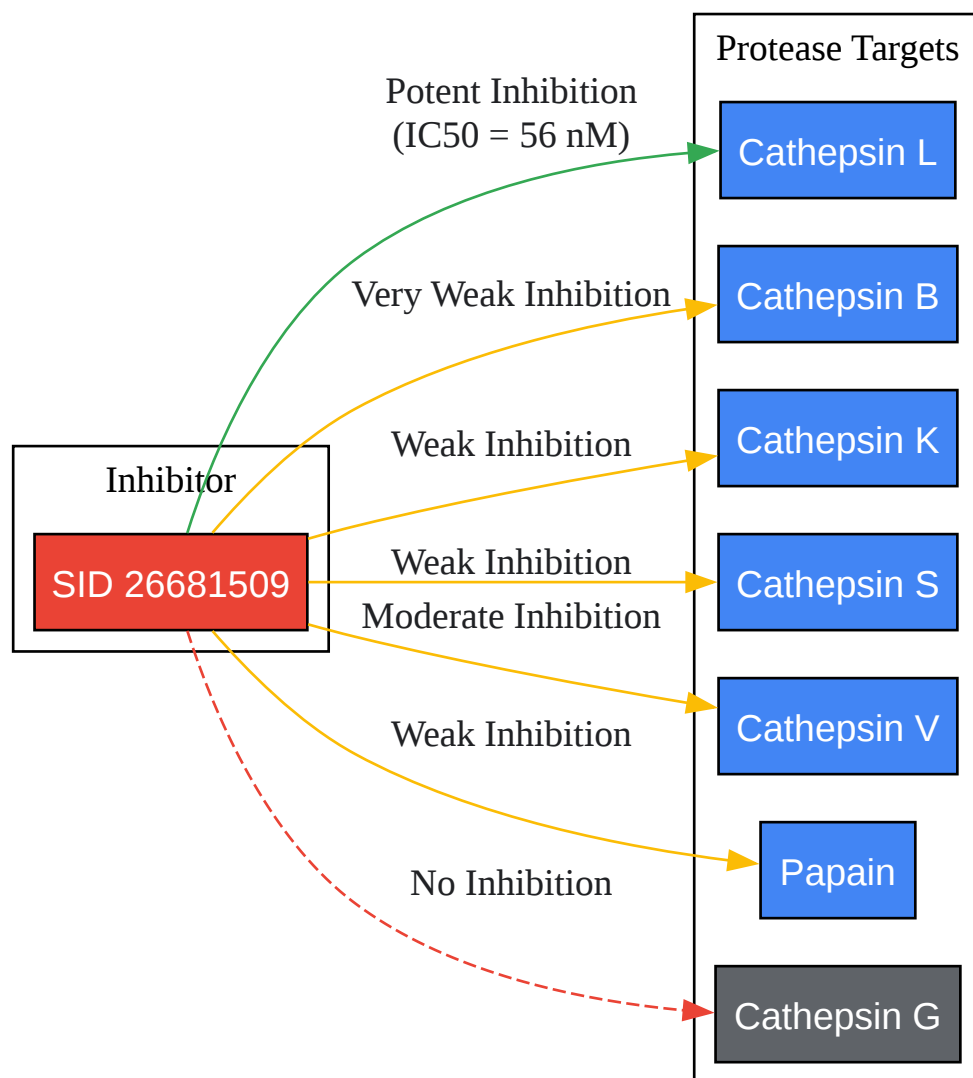 Protease Targets
Potent Inhibition
(IC50 = 56 nM)
Cathepsin L
Very Weak Inhibition
Cathepsin B
Weak Inhibition
Cathepsin K
Inhibitor
SID 26681509
Weak Inhibition
Cathepsin S
Moderate Inhibition
Cathepsin V
Weak Inhibition
Papain
No Inhibition
Cathepsin G